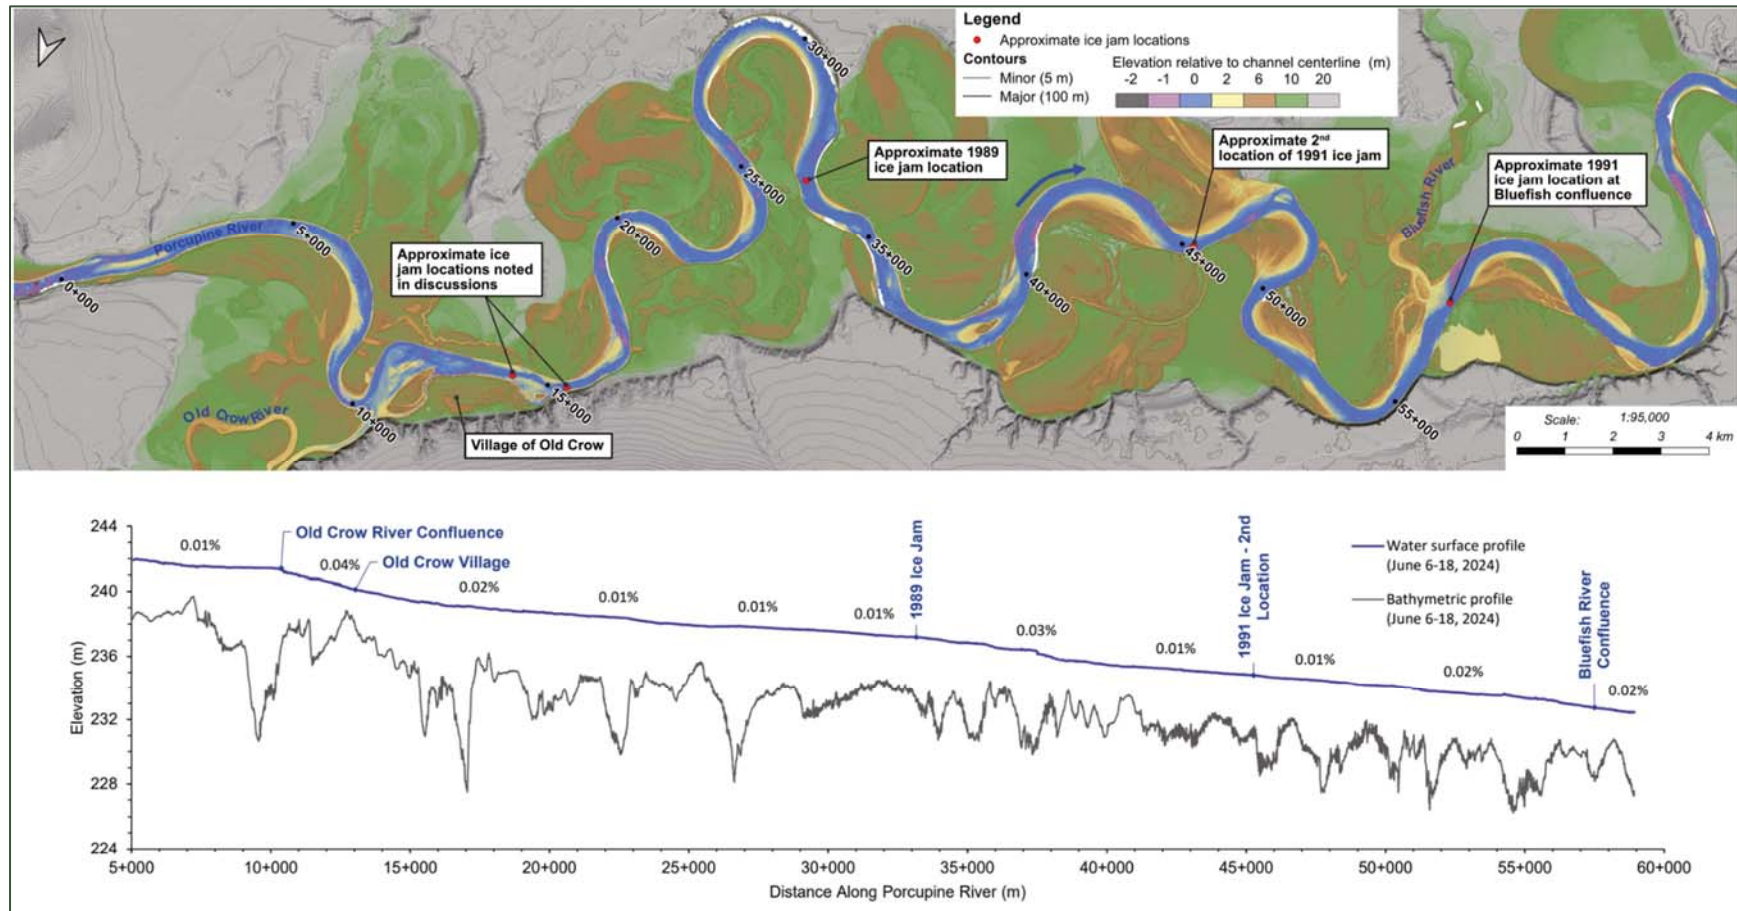 Legend
Approximate ice jam locations
Contours
Minor (5 m)
Major (100 m)
Elevation relative to channel centerline (m)
-2 -1 0 2 6 10 20
Porcupine River
Old Crow River
Bluefish River
0+000
5+000
10+000
15+000
20+000
25+000
30+000
35+000
40+000
45+000
50+000
55+000
Approximate ice
jam locations noted
in discussions
Village of Old Crow
Approximate 1989
ice jam location
Approximate 2nd
location of 1991 ice jam
Approximate 1991
ice jam location at
Bluefish confluence
Scale: 1:95,000
0 1 2 3 4 km
Elevation (m)
244
240
236
232
228
224
0.01%
Old Crow River Confluence
0.04%
Old Crow Village
0.02%
0.01%
0.01%
0.01%
1989 Ice Jam
0.03%
0.01%
1991 Ice Jam - 2nd
Location
0.01%
0.02%
Bluefish River
Confluence
0.02%
Water surface profile
(June 6-18, 2024)
Bathymetric profile
(June 6-18, 2024)
5+000 10+000 15+000 20+000 25+000 30+000 35+000 40+000 45+000 50+000 55+000 60+000
Distance Along Porcupine River (m)